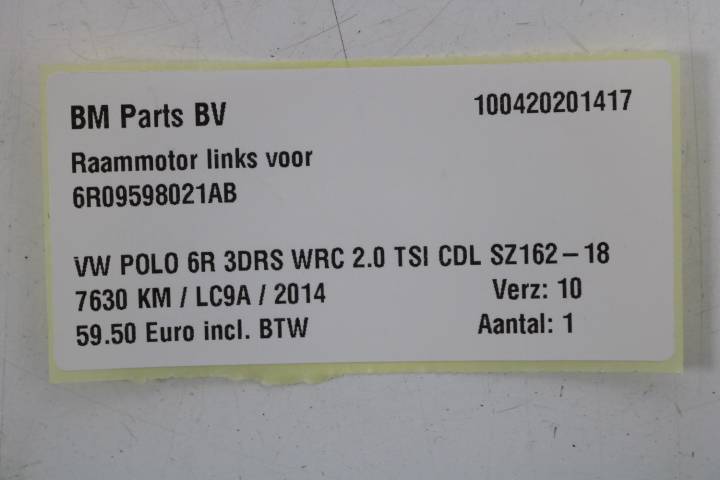 BM Parts BV 100420201417
Raammotor links voor
6R09598021AB
VW POLO 6R 3DRS WRC 2.0 TSI CDL SZ162-18
7630 KM / LC9A / 2014 Verz: 10
59.50 Euro incl. BTW Aantal: 1